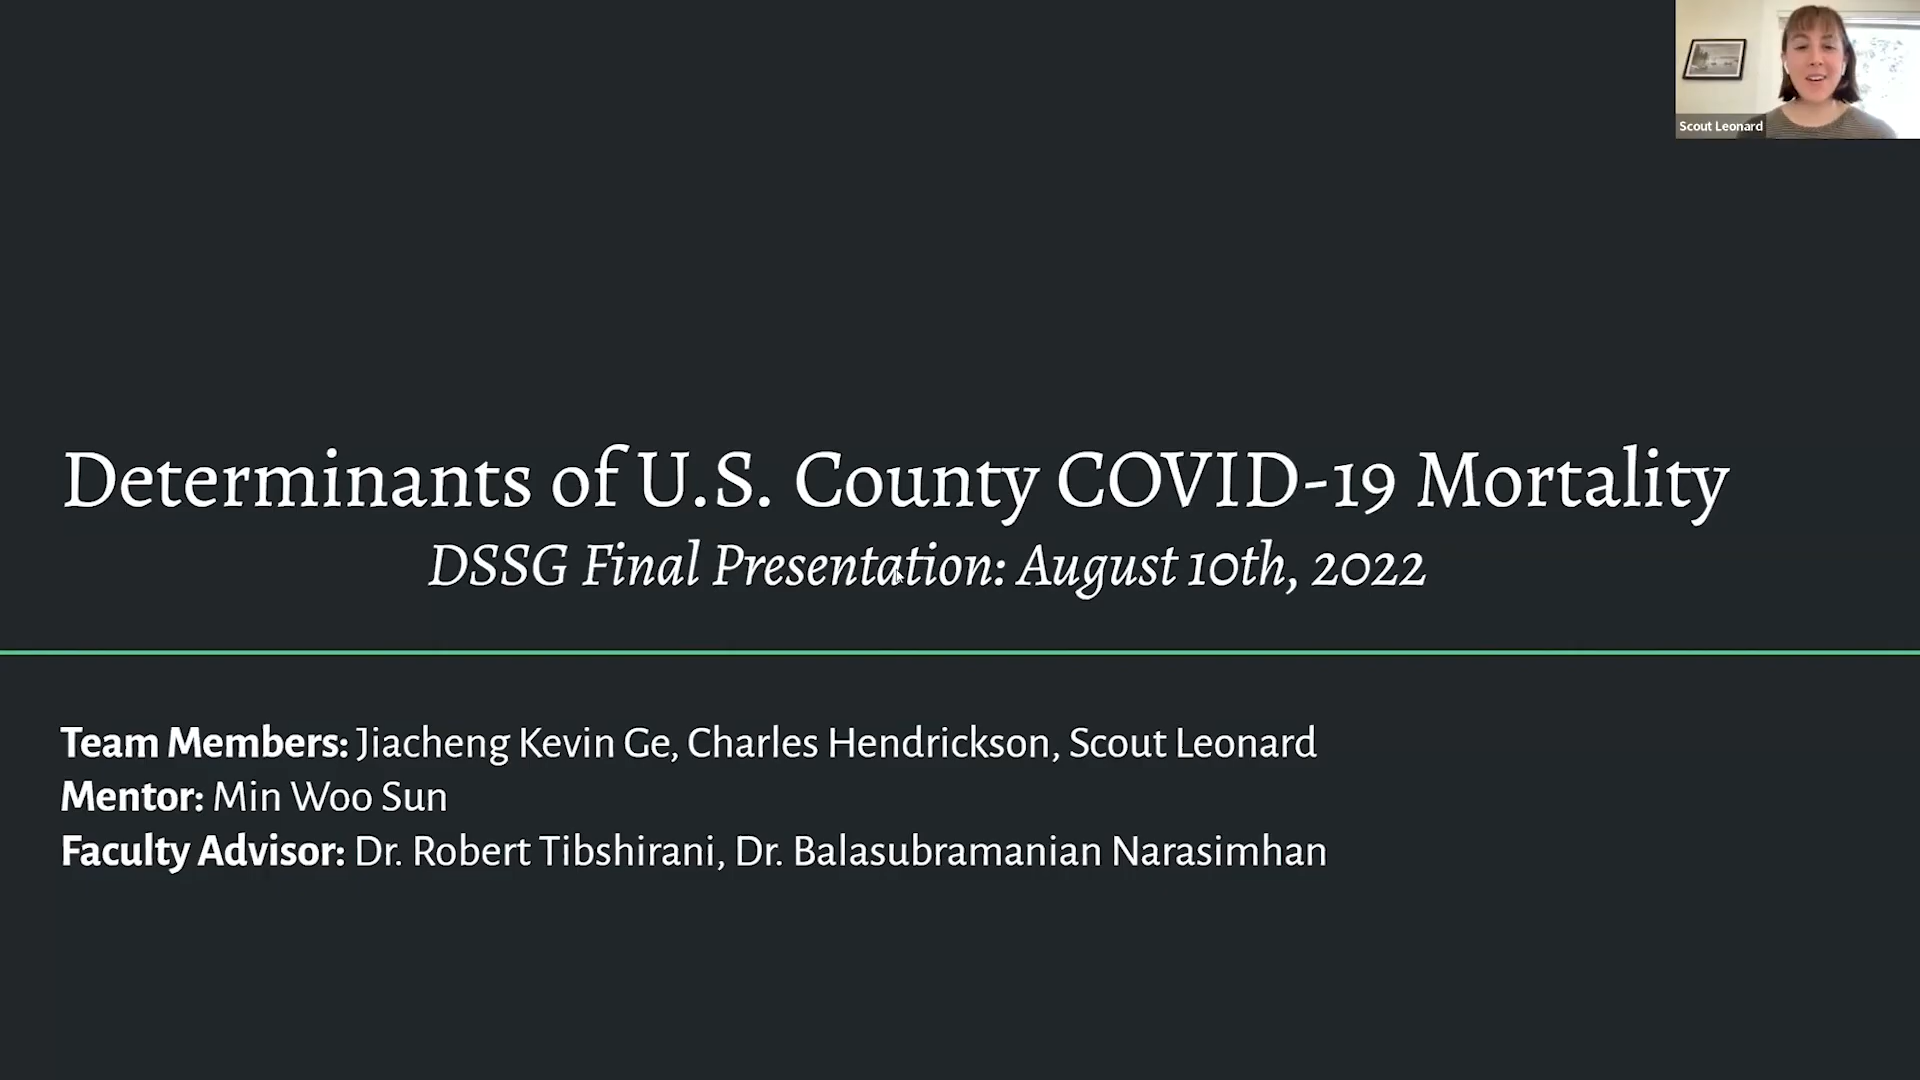 Scout Leonard
Determinants of U.S. County COVID-19 Mortality
DSSG Final Presentation: August 10th, 2022
Team Members: Jiacheng Kevin Ge, Charles Hendrickson, Scout Leonard
Mentor: Min Woo Sun
Faculty Advisor: Dr. Robert Tibshirani, Dr. Balasubramanian Narasimhan